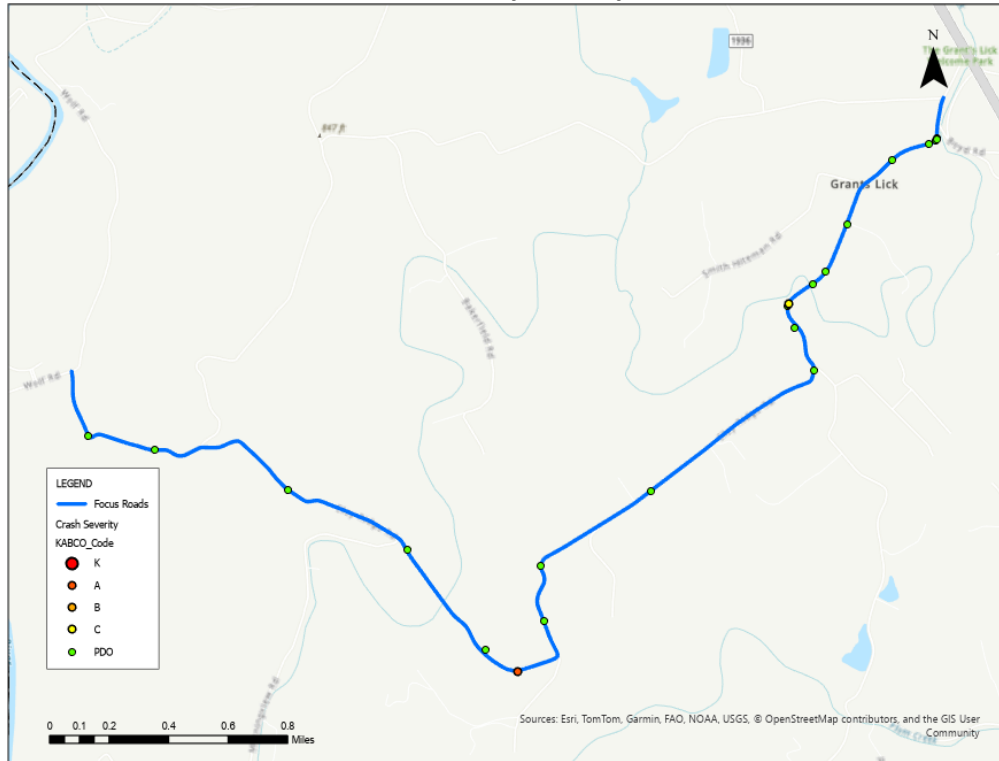 1936
N
The Grant's Lick
Welcome Park
Wolf Rd
847 ft
Boyd Rd
Grants Lick
Smith Hiteman Rd
Bakerfield Rd
Wolf Rd
LEGEND
Focus Roads
Crash Severity
KABCO_Code
K
A
B
C
PDO
0 0.1 0.2 0.4 0.6 0.8
Miles
Sources: Esri, TomTom, Garmin, FAO, NOAA, USGS, © OpenStreetMap contributors, and the GIS User
Community